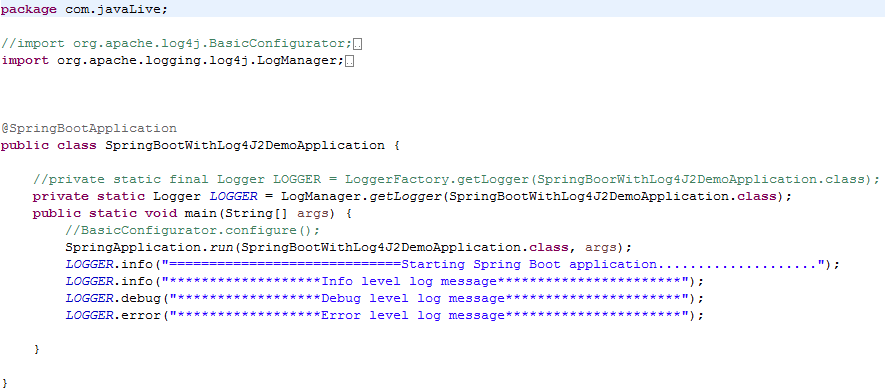 package com.javaLive;
//import org.apache.log4j.BasicConfigurator;
import org.apache.logging.log4j.LogManager;
@SpringBootApplication
public class SpringBootWithLog4J2DemoApplication {
//private static final Logger LOGGER = LoggerFactory.getLogger(SpringBoorWithLog4J2DemoApplication.class);
private static Logger LOGGER = LogManager.getLogger(SpringBootWithLog4J2DemoApplication.class);
public static void main(String[] args) {
//BasicConfigurator.configure();
SpringApplication.run(SpringBootWithLog4J2DemoApplication.class, args);
LOGGER.info("=============================Starting Spring Boot application....................");
LOGGER.info("*******************Info level log message***********************");
LOGGER.debug("******************Debug level log message**********************");
LOGGER.error("******************Error level log message**********************");
}
}